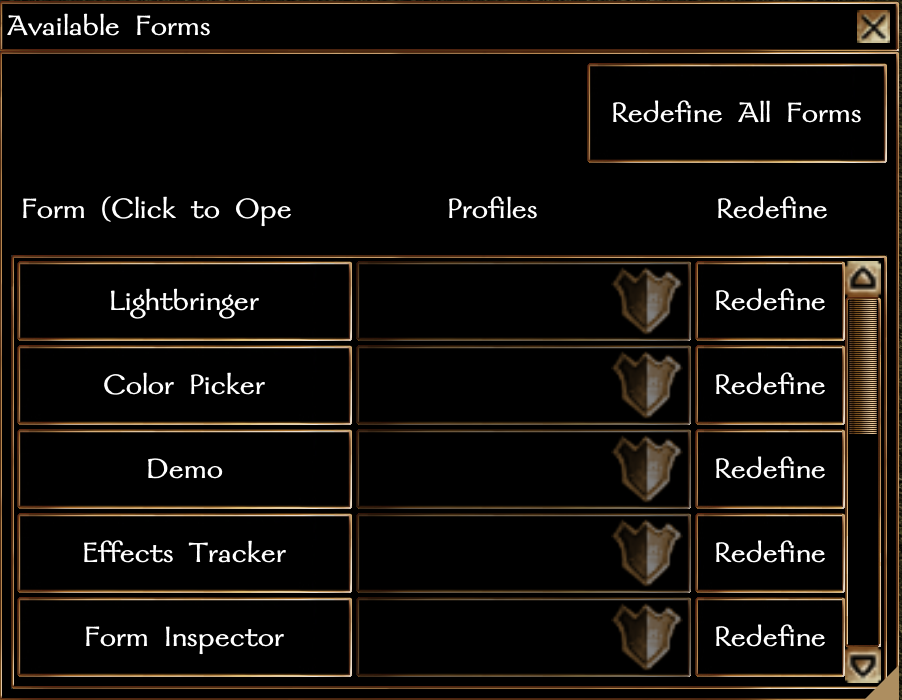 Available Forms
Redefine All Forms
Form (Click to Ope
Profiles
Redefine
Lightbringer
Redefine
Color Picker
Redefine
Demo
Redefine
Effects Tracker
Redefine
Form Inspector
Redefine